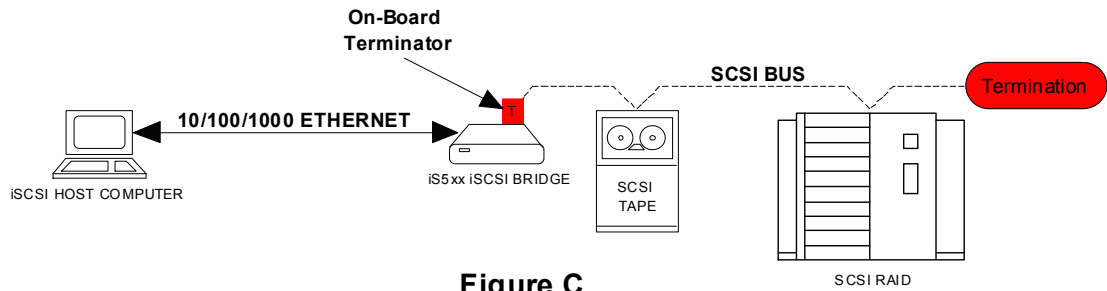 On-Board
Terminator
SCSI BUS
Termination
T
10/100/1000 ETHERNET
iSCSI HOST COMPUTER
iS5xx iSCSI BRIDGE
SCSI
TAPE
SCSI RAID
Figure C